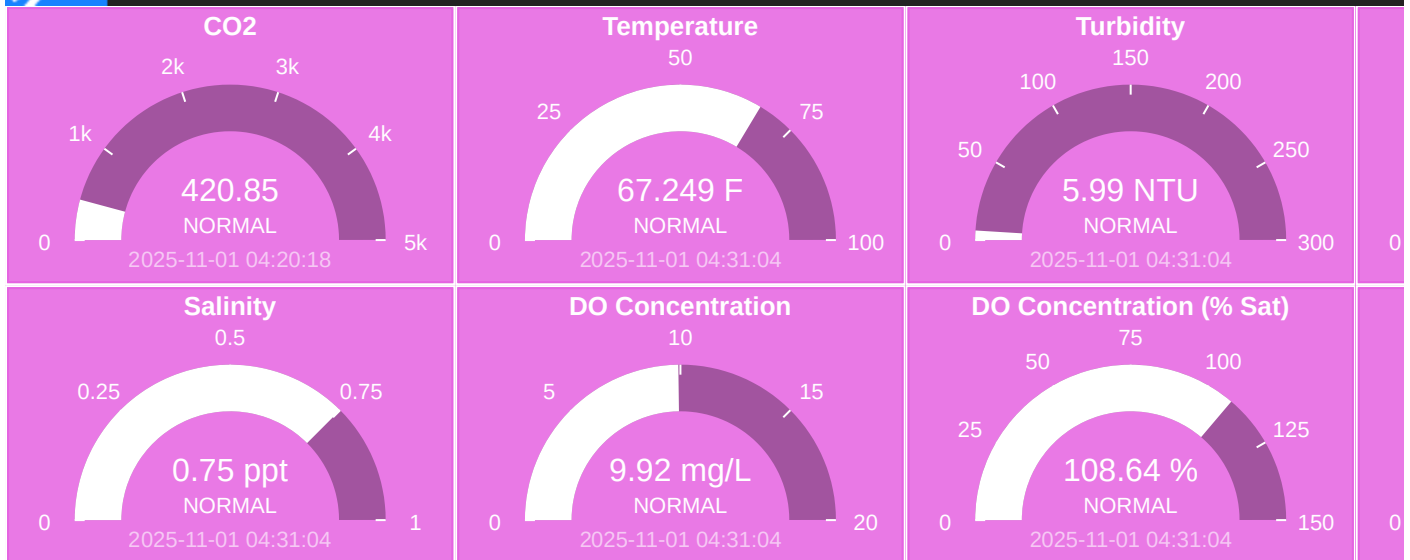 CO2
2k 3k
1k 4k
420.85
NORMAL
0 5k
2025-11-01 04:20:18
Temperature
50
25 75
67.249 F
NORMAL
0 100
2025-11-01 04:31:04
Turbidity
150
100 200
50 250
5.99 NTU
NORMAL
0 300
2025-11-01 04:31:04
0
Salinity
0.5
0.25 0.75
0.75 ppt
NORMAL
0 1
2025-11-01 04:31:04
DO Concentration
10
5 15
9.92 mg/L
NORMAL
0 20
2025-11-01 04:31:04
DO Concentration (% Sat)
75
50 100
25 125
108.64 %
NORMAL
0 150
2025-11-01 04:31:04
0